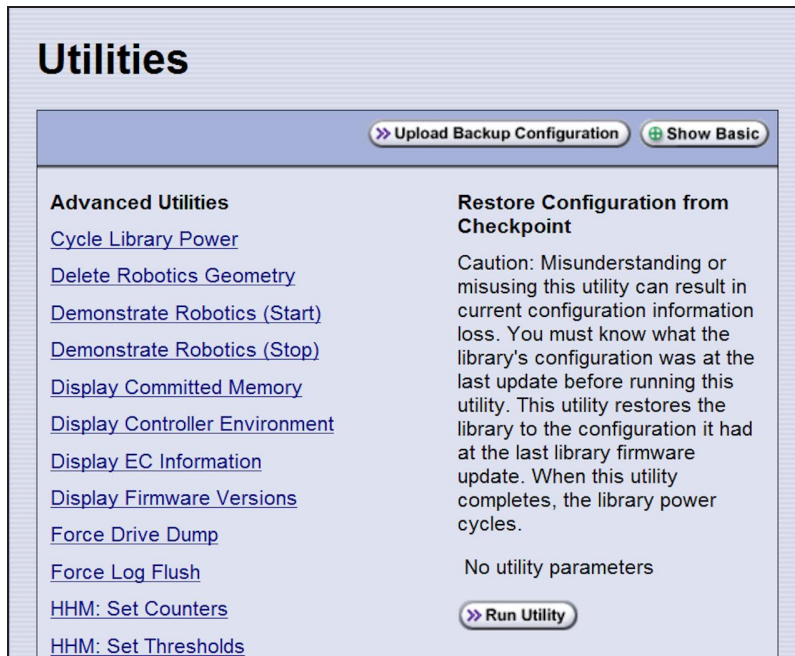 Utilities
Upload Backup Configuration
Show Basic
Advanced Utilities
Cycle Library Power
Delete Robotics Geometry
Demonstrate Robotics (Start)
Demonstrate Robotics (Stop)
Display Committed Memory
Display Controller Environment
Display EC Information
Display Firmware Versions
Force Drive Dump
Force Log Flush
HHM: Set Counters
HHM: Set Thresholds
Restore Configuration from
Checkpoint
Caution: Misunderstanding or
misusing this utility can result in
current configuration information
loss. You must know what the
library's configuration was at the
last update before running this
utility. This utility restores the
library to the configuration it had
at the last library firmware
update. When this utility
completes, the library power
cycles.
No utility parameters
Run Utility